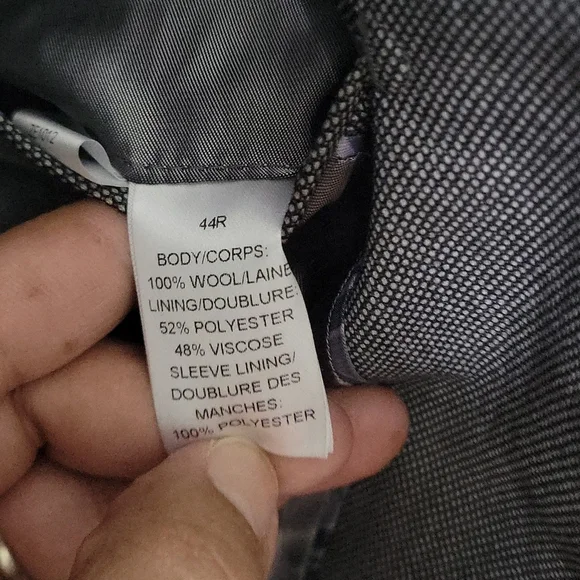 44R
BODY/CORPS:
100% WOOL/LAINE
LINING/DOUBLURE:
52% POLYESTER
48% VISCOSE
SLEEVE LINING/
DOUBLURE DES
MANCHES:
100% POLYESTER